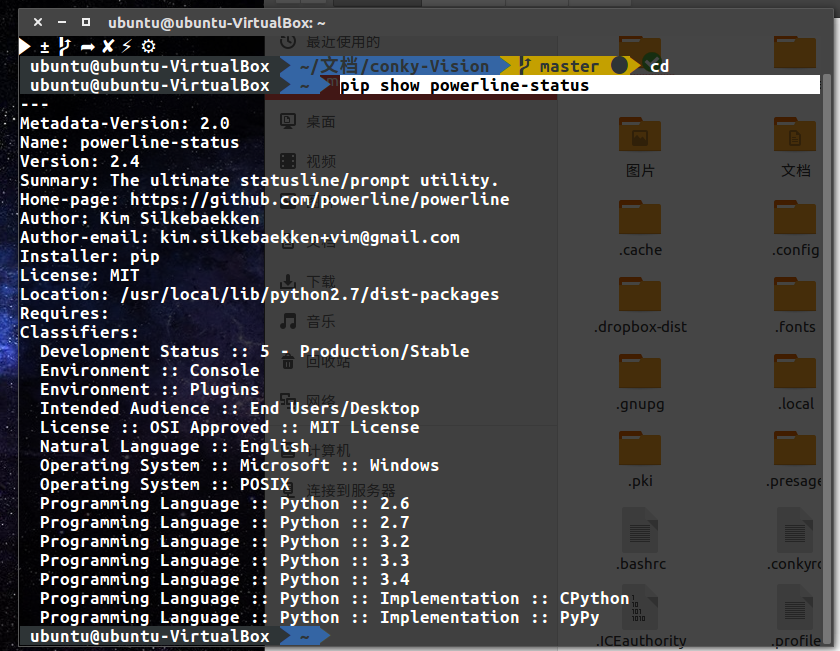 ubuntu@ubuntu-VirtualBox: ~
± ➦ ✘ ⚡ ⚙
ubuntu@ubuntu-VirtualBox ~/文档/conky-Vision master cd
ubuntu@ubuntu-VirtualBox ~ pip show powerline-status
---
Metadata-Version: 2.0
Name: powerline-status
Version: 2.4
Summary: The ultimate statusline/prompt utility.
Home-page: https://github.com/powerline/powerline
Author: Kim Silkebaekken
Author-email: kim.silkebaekken+vim@gmail.com
Installer: pip
License: MIT
Location: /usr/local/lib/python2.7/dist-packages
Requires:
Classifiers:
Development Status :: 5 - Production/Stable
Environment :: Console
Environment :: Plugins
Intended Audience :: End Users/Desktop
License :: OSI Approved :: MIT License
Natural Language :: English
Operating System :: Microsoft :: Windows
Operating System :: POSIX
Programming Language :: Python :: 2.6
Programming Language :: Python :: 2.7
Programming Language :: Python :: 3.2
Programming Language :: Python :: 3.3
Programming Language :: Python :: 3.4
Programming Language :: Python :: Implementation :: CPython
Programming Language :: Python :: Implementation :: PyPy
ubuntu@ubuntu-VirtualBox ~
最近使用的
桌面
视频
下载
音乐
回收站
网络
计算机
连接到服务器
图片
文档
.cache
.config
.dropbox-dist
.fonts
.gnupg
.local
.pki
.presage
.bashrc
.conkyrc
.ICEauthority
.profile